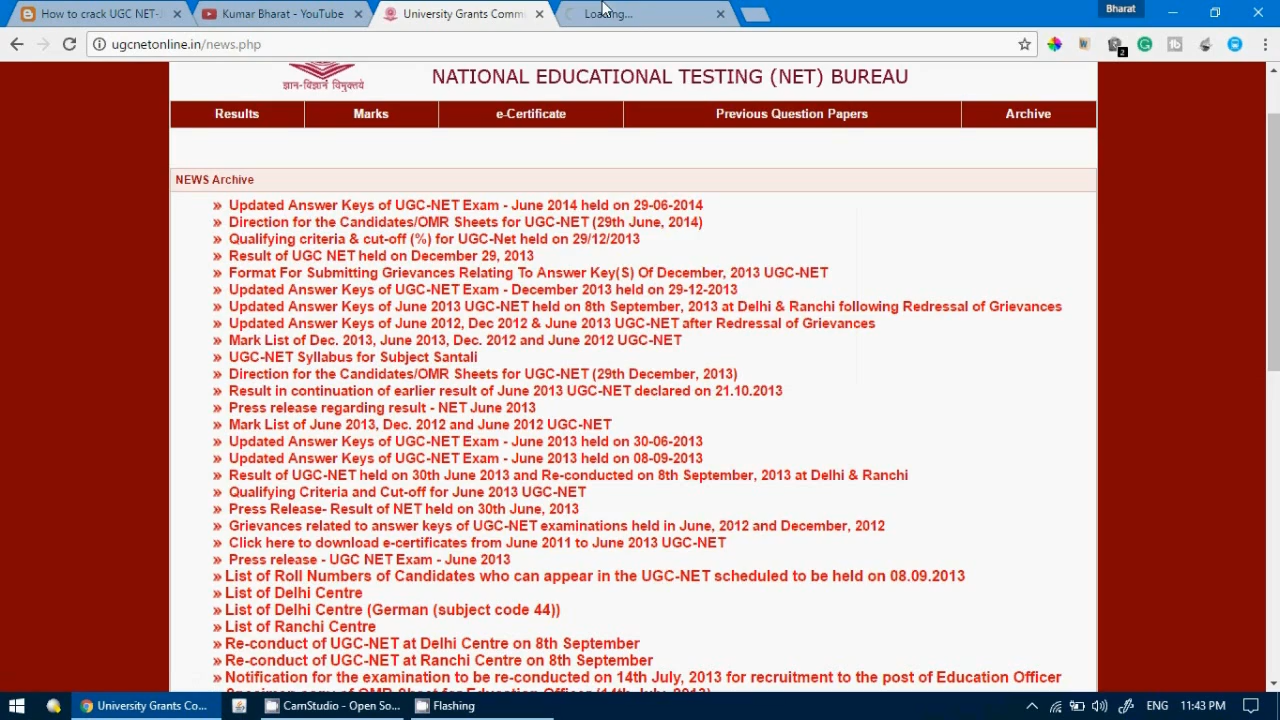 How to crack UGC NET-J
Kumar Bharat - YouTube
University Grants Comm
Loading...
Bharat
ugcnetonline.in/news.php
2
ज्ञान-विज्ञानं विमुक्तये
NATIONAL EDUCATIONAL TESTING (NET) BUREAU
Results
Marks
e-Certificate
Previous Question Papers
Archive
NEWS Archive
» Updated Answer Keys of UGC-NET Exam - June 2014 held on 29-06-2014
» Direction for the Candidates/OMR Sheets for UGC-NET (29th June, 2014)
» Qualifying criteria & cut-off (%) for UGC-Net held on 29/12/2013
» Result of UGC NET held on December 29, 2013
» Format For Submitting Grievances Relating To Answer Key(S) Of December, 2013 UGC-NET
» Updated Answer Keys of UGC-NET Exam - December 2013 held on 29-12-2013
» Updated Answer Keys of June 2013 UGC-NET held on 8th September, 2013 at Delhi & Ranchi following Redressal of Grievances
» Updated Answer Keys of June 2012, Dec 2012 & June 2013 UGC-NET after Redressal of Grievances
» Mark List of Dec. 2013, June 2013, Dec. 2012 and June 2012 UGC-NET
» UGC-NET Syllabus for Subject Santali
» Direction for the Candidates/OMR Sheets for UGC-NET (29th December, 2013)
» Result in continuation of earlier result of June 2013 UGC-NET declared on 21.10.2013
» Press release regarding result - NET June 2013
» Mark List of June 2013, Dec. 2012 and June 2012 UGC-NET
» Updated Answer Keys of UGC-NET Exam - June 2013 held on 30-06-2013
» Updated Answer Keys of UGC-NET Exam - June 2013 held on 08-09-2013
» Result of UGC-NET held on 30th June 2013 and Re-conducted on 8th September, 2013 at Delhi & Ranchi
» Qualifying Criteria and Cut-off for June 2013 UGC-NET
» Press Release- Result of NET held on 30th June, 2013
» Grievances related to answer keys of UGC-NET examinations held in June, 2012 and December, 2012
» Click here to download e-certificates from June 2011 to June 2013 UGC-NET
» Press release - UGC NET Exam - June 2013
» List of Roll Numbers of Candidates who can appear in the UGC-NET scheduled to be held on 08.09.2013
» List of Delhi Centre
» List of Delhi Centre (German (subject code 44))
» List of Ranchi Centre
» Re-conduct of UGC-NET at Delhi Centre on 8th September
» Re-conduct of UGC-NET at Ranchi Centre on 8th September
» Notification for the examination to be re-conducted on 14th July, 2013 for recruitment to the post of Education Officer
Specimen copy of OMR Sheet for Education Officer (14th July, 2013)
University Grants Co...
CamStudio - Open So...
Flashing
ENG
11:43 PM